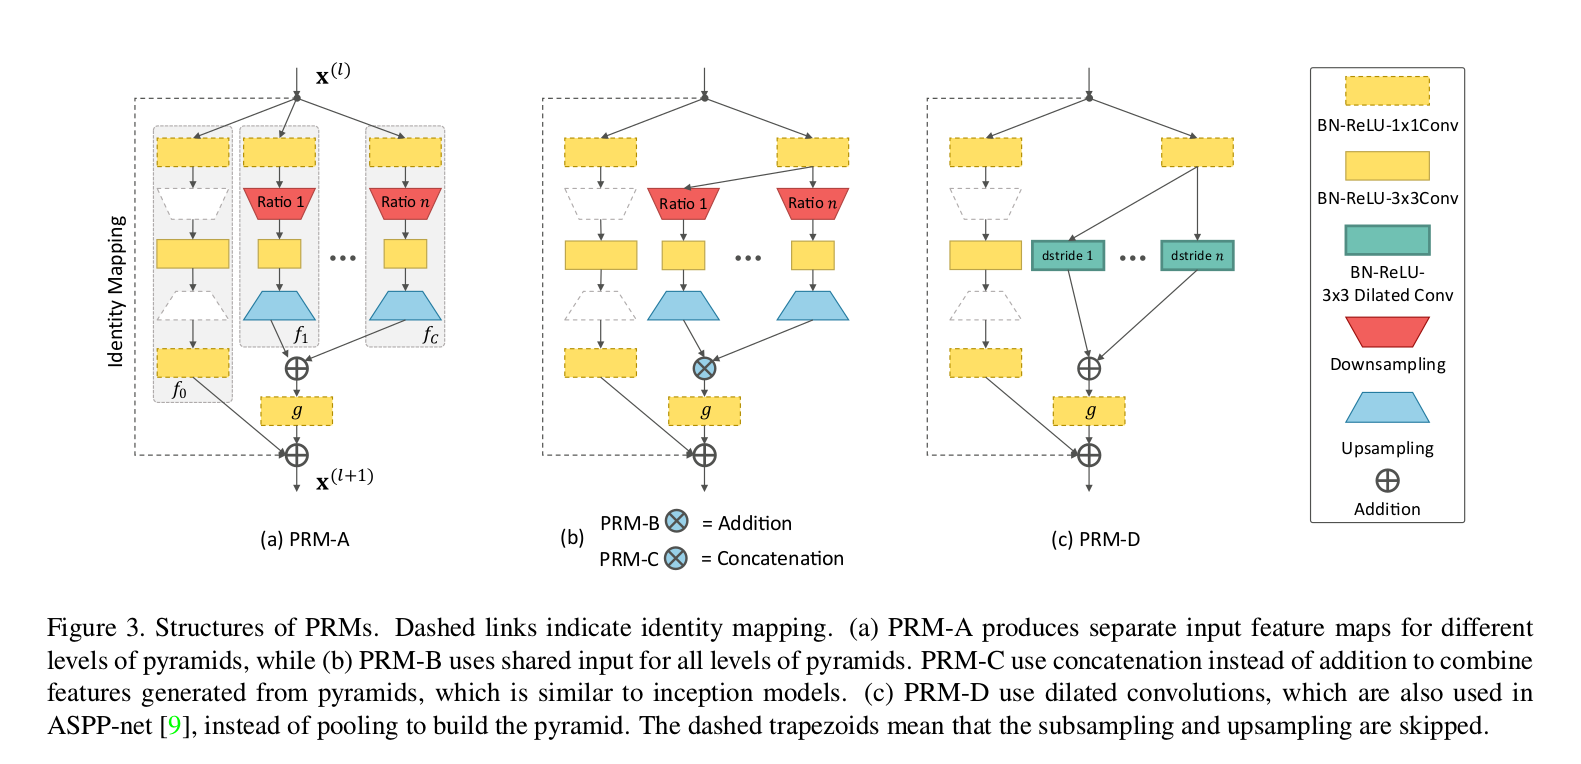 x(l)
Identity Mapping
Ratio 1
Ratio n
...
f1
fC
f0
g
x(l+1)
(a) PRM-A
Ratio 1
Ratio n
...
g
(b)
PRM-B ⊗ = Addition
PRM-C ⊗ = Concatenation
dstride 1
...
dstride n
g
(c) PRM-D
BN-ReLU-1x1Conv
BN-ReLU-3x3Conv
BN-ReLU-
3x3 Dilated Conv
Downsampling
Upsampling
Addition
Figure 3. Structures of PRMs. Dashed links indicate identity mapping. (a) PRM-A produces separate input feature maps for different
levels of pyramids, while (b) PRM-B uses shared input for all levels of pyramids. PRM-C use concatenation instead of addition to combine
features generated from pyramids, which is similar to inception models. (c) PRM-D use dilated convolutions, which are also used in
ASPP-net [9], instead of pooling to build the pyramid. The dashed trapezoids mean that the subsampling and upsampling are skipped.